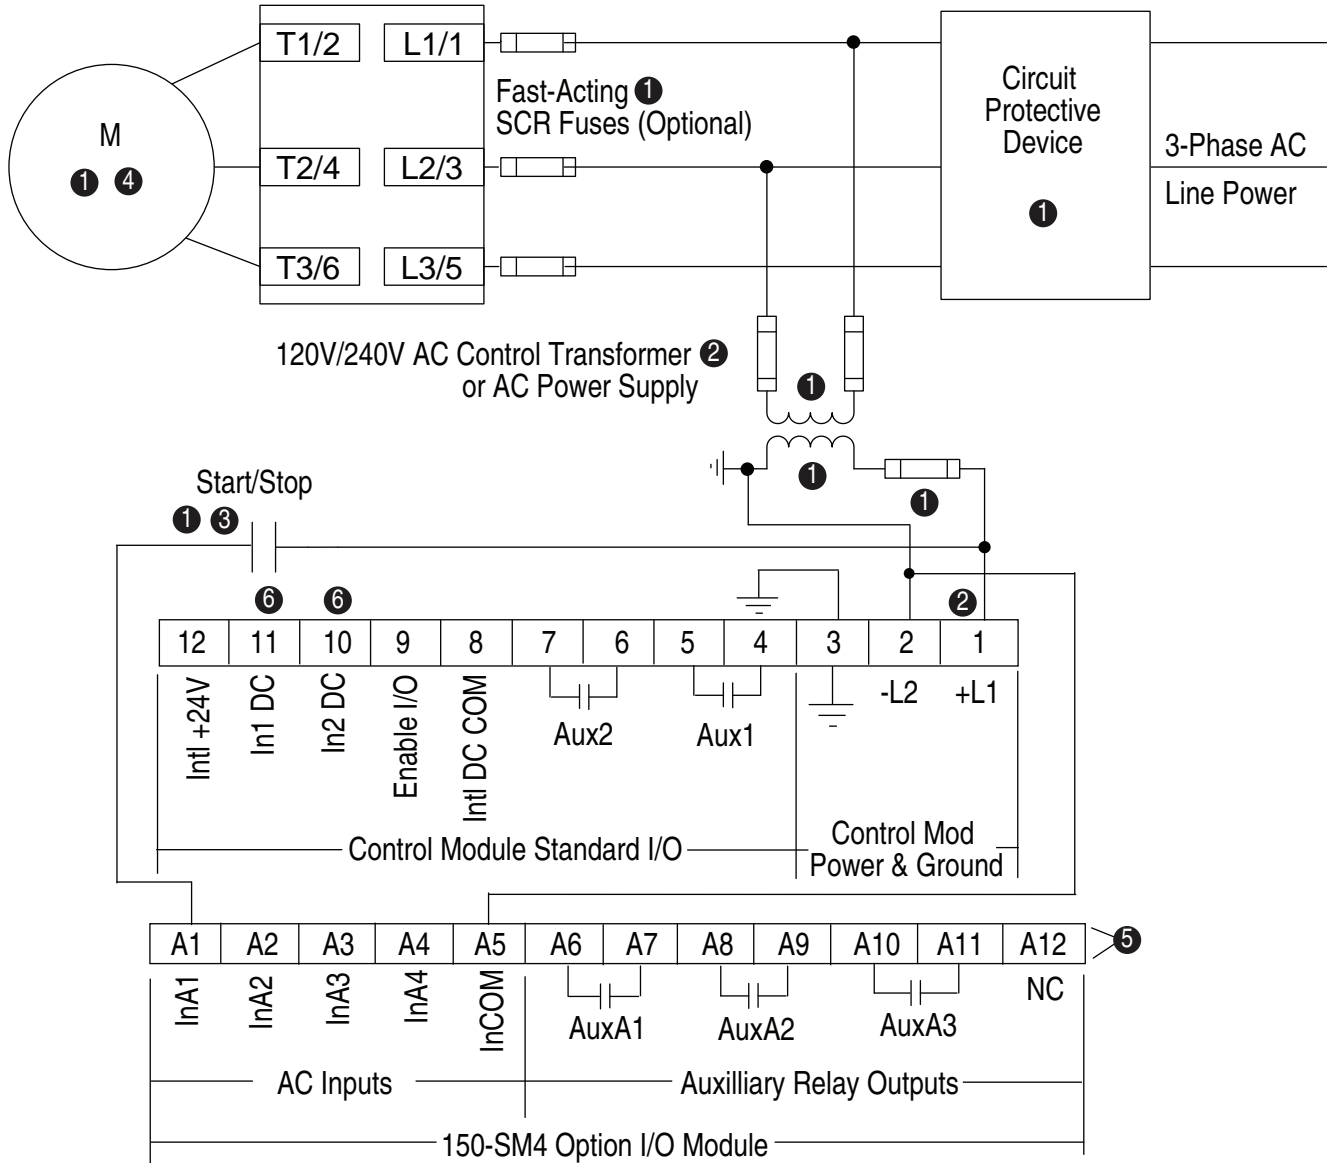 T1/2 L1/1
Fast-Acting ❶
SCR Fuses (Optional)
Circuit
Protective
Device
❶
M
❶ ❹
T2/4 L2/3
3-Phase AC
Line Power
T3/6 L3/5
120V/240V AC Control Transformer ❷
or AC Power Supply
❶
❶
❶
Start/Stop
❶ ❸
❻ ❻ ❷
12 11 10 9 8 7 6 5 4 3 2 1
Intl +24V
In1 DC
In2 DC
Enable I/O
Intl DC COM
Aux2
Aux1
-L2
+L1
Control Module Standard I/O
Control Mod
Power & Ground
A1 A2 A3 A4 A5 A6 A7 A8 A9 A10 A11 A12
❺
InA1
InA2
InA3
InA4
InCOM
AuxA1
AuxA2
AuxA3
NC
AC Inputs
Auxilliary Relay Outputs
150-SM4 Option I/O Module